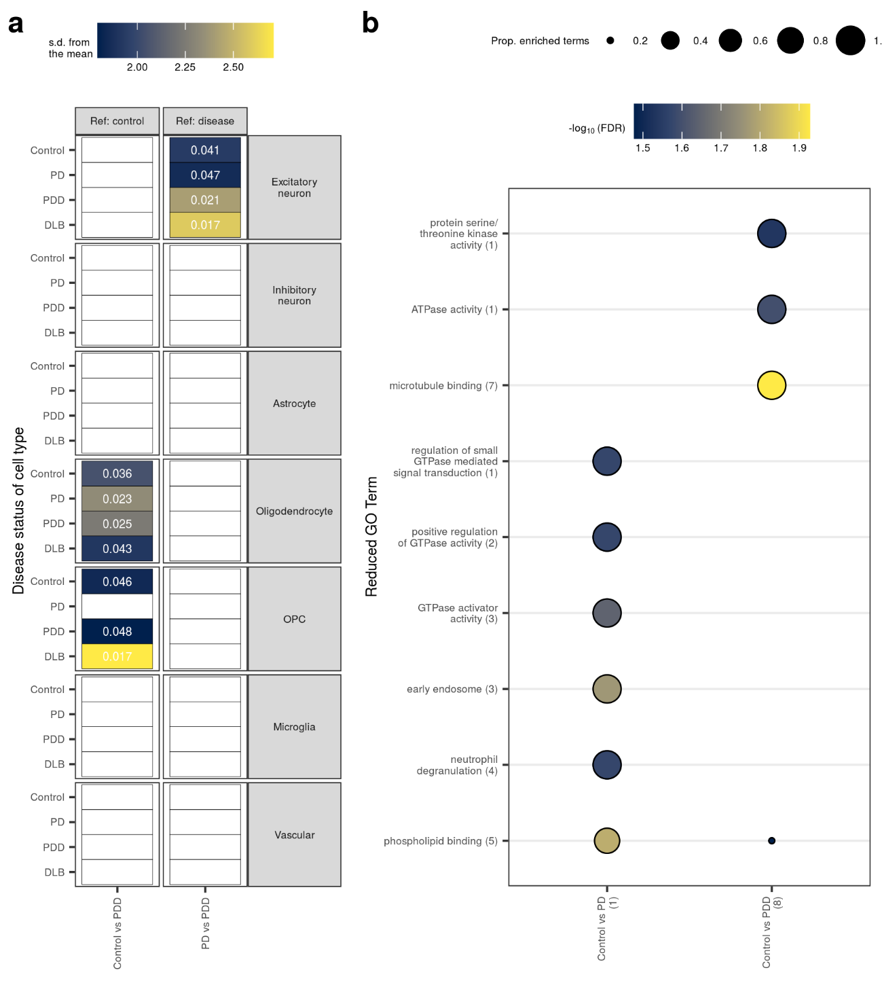 a
s.d. from
the mean
2.00
2.25
2.50
Ref: control
Ref: disease
Disease status of cell type
Control
PD
PDD
DLB
0.041
0.047
0.021
0.017
Excitatory
neuron
Control
PD
PDD
DLB
Inhibitory
neuron
Control
PD
PDD
DLB
Astrocyte
Control
PD
PDD
DLB
0.036
0.023
0.025
0.043
Oligodendrocyte
Control
PD
PDD
DLB
0.046
0.048
0.017
OPC
Control
PD
PDD
DLB
Microglia
Control
PD
PDD
DLB
Vascular
Control vs PDD
PD vs PDD
b
Prop. enriched terms
0.2
0.4
0.6
0.8
1.
-log10 (FDR)
1.5
1.6
1.7
1.8
1.9
Reduced GO Term
protein serine/
threonine kinase
activity (1)
ATPase activity (1)
microtubule binding (7)
regulation of small
GTPase mediated
signal transduction (1)
positive regulation
of GTPase activity (2)
GTPase activator
activity (3)
early endosome (3)
neutrophil
degranulation (4)
phospholipid binding (5)
Control vs PD
(1)
Control vs PDD
(8)